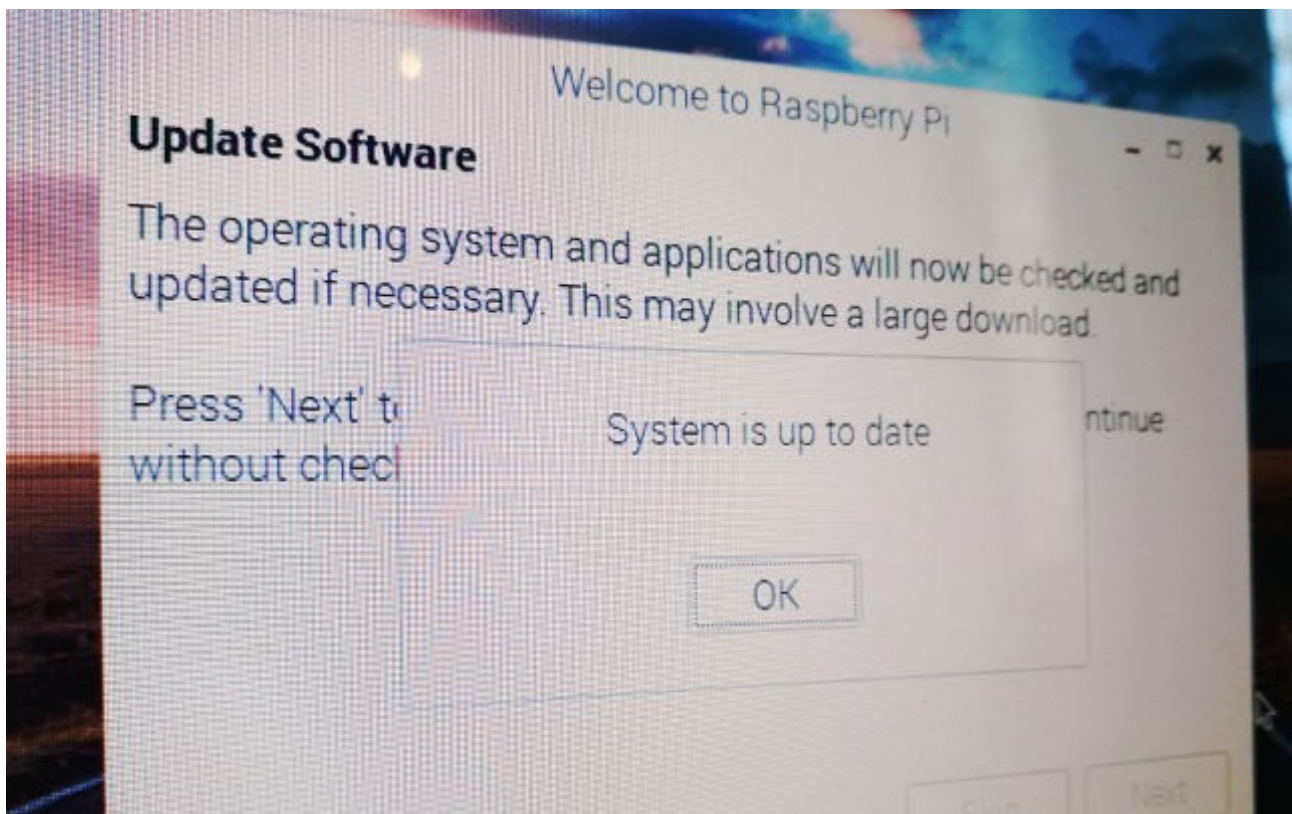 Welcome to Raspberry Pi
Update Software
The operating system and applications will now be checked and
updated if necessary. This may involve a large download.
Press 'Next' t ntinue
without chec
System is up to date
OK
Skip Next